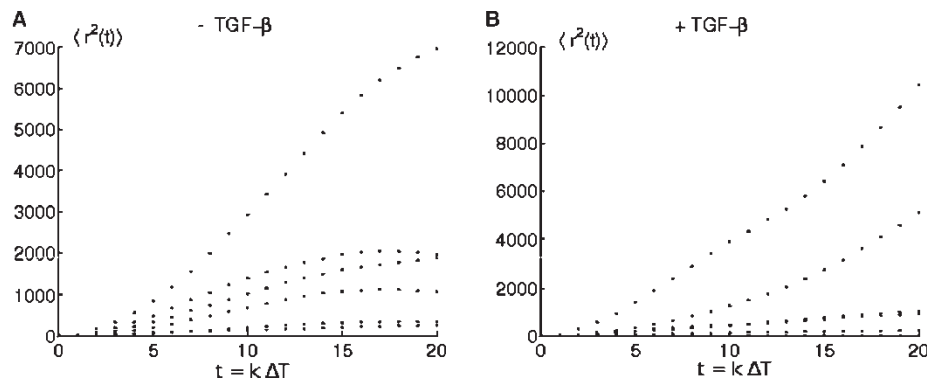 A
- TGF-β
⟨ r²(t)⟩
7000
6000
5000
4000
3000
2000
1000
0
0 5 10 15 20
t = k ΔT
B
+ TGF-β
⟨ r²(t)⟩
12000
10000
8000
6000
4000
2000
0
0 5 10 15 20
t = k ΔT